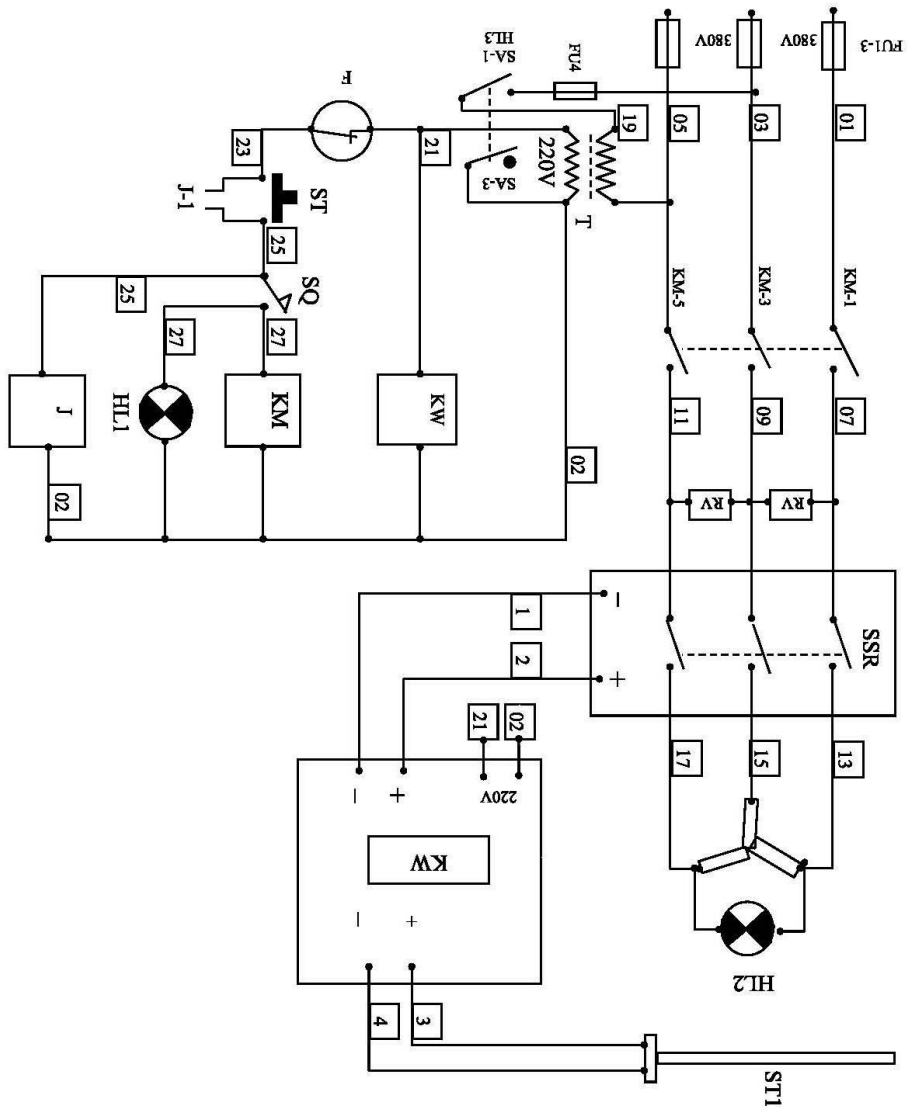 FU1-3
380V
380V
01
03
05
FU4
SA-1
HL3
19
F
21
23
220V
SA-3
T
J-1
ST
25
SQ
25
27
27
KM-1
KM-3
KM-5
J
HL1
KM
KW
02
02
07
09
11
RV
RV
SSR
-
+
1
2
21
02
13
15
17
-
+
220V
KW
-
+
HL2
4
3
ST1